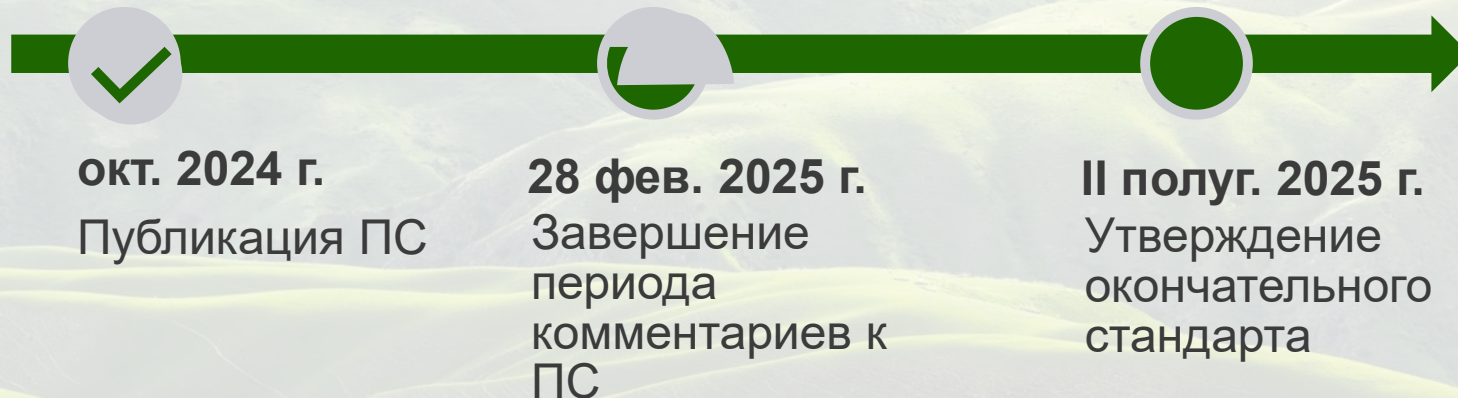 окт. 2024 г.
Публикация ПС
28 фев. 2025 г.
Завершение
периода
комментариев к
ПС
II полуг. 2025 г.
Утверждение
окончательного
стандарта